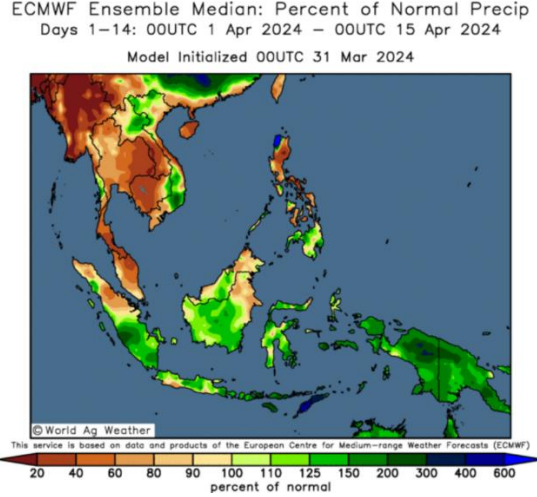 ECMWF Ensemble Median: Percent of Normal Precip
Days 1-14: 00UTC 1 Apr 2024 - 00UTC 15 Apr 2024
Model Initialized 00UTC 31 Mar 2024
©World Ag Weather
This service is based on data and products of the European Centre for Medium-range Weather Forecasts (ECMWF)
20 40 60 80 90 100 110 125 150 200 300 400 600
percent of normal